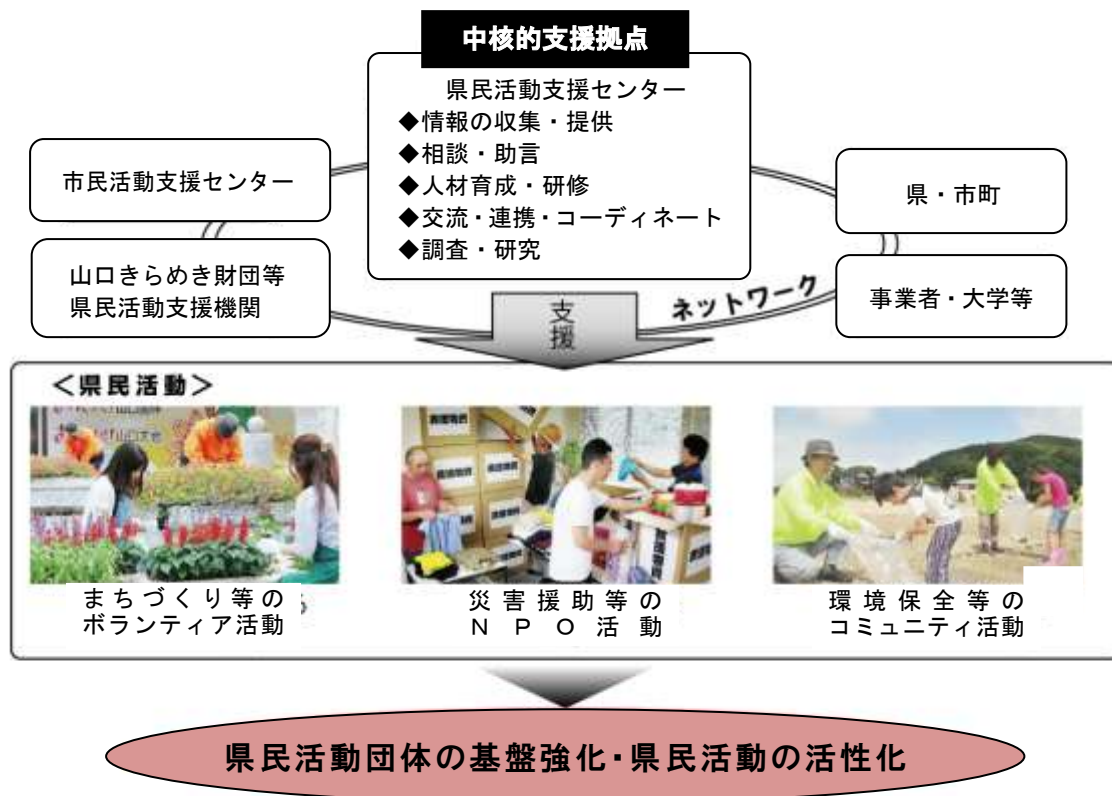 中核的支援拠点
県民活動支援センター
◆情報の収集・提供
◆相談・助言
◆人材育成・研修
◆交流・連携・コーディネート
◆調査・研究
市民活動支援センター
山口きらめき財団等
県民活動支援機関
県・市町
事業者・大学等
ネットワーク
支援
＜県民活動＞
まちづくり等の
ボランティア活動
災害援助等の
ＮＰＯ活動
環境保全等の
コミュニティ活動
県民活動団体の基盤強化・県民活動の活性化